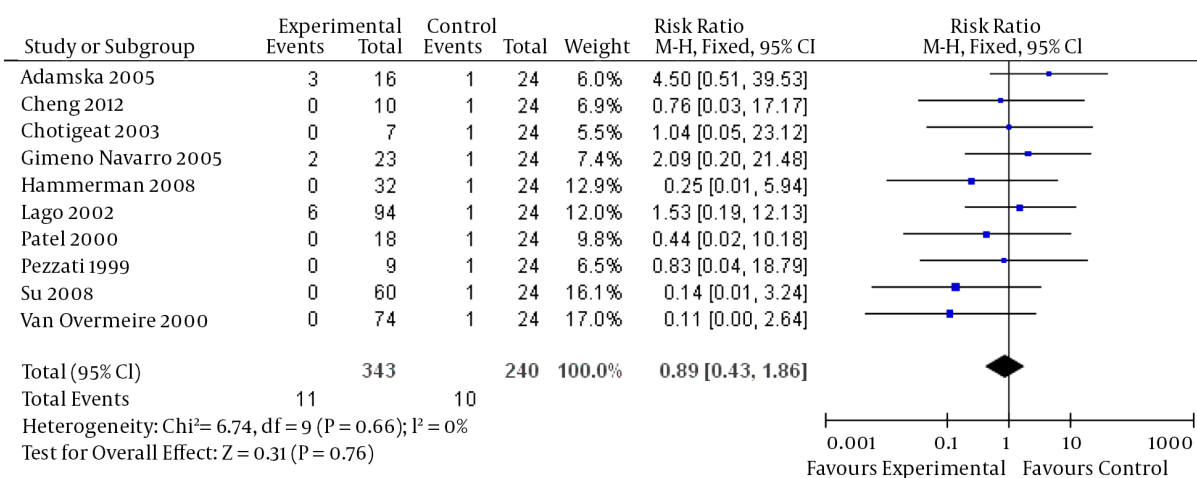 Experimental Control Risk Ratio Risk Ratio
Study or Subgroup Events Total Events Total Weight M-H, Fixed, 95% CI M-H, Fixed, 95% Cl
Adamska 2005 3 16 1 24 6.0% 4.50 [0.51, 39.53]
Cheng 2012 0 10 1 24 6.9% 0.76 [0.03, 17.17]
Chotigeat 2003 0 7 1 24 5.5% 1.04 [0.05, 23.12]
Gimeno Navarro 2005 2 23 1 24 7.4% 2.09 [0.20, 21.48]
Hammerman 2008 0 32 1 24 12.9% 0.25 [0.01, 5.94]
Lago 2002 6 94 1 24 12.0% 1.53 [0.19, 12.13]
Patel 2000 0 18 1 24 9.8% 0.44 [0.02, 10.18]
Pezzati 1999 0 9 1 24 6.5% 0.83 [0.04, 18.79]
Su 2008 0 60 1 24 16.1% 0.14 [0.01, 3.24]
Van Overmeire 2000 0 74 1 24 17.0% 0.11 [0.00, 2.64]
Total (95% Cl) 343 240 100.0% 0.89 [0.43, 1.86]
Total Events 11 10
Heterogeneity: Chi²= 6.74, df = 9 (P = 0.66); l² = 0%
Test for Overall Effect: Z = 0.31 (P = 0.76)
0.001 0.1 1 10 1000
Favours Experimental Favours Control